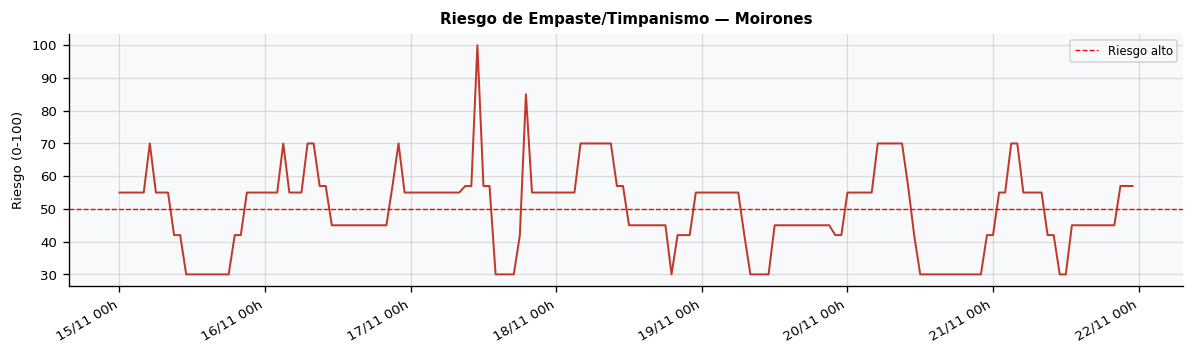 Riesgo de Empaste/Timpanismo — Moirones
Riesgo alto
Riesgo (0-100)
100
90
80
70
60
50
40
30
15/11 00h
16/11 00h
17/11 00h
18/11 00h
19/11 00h
20/11 00h
21/11 00h
22/11 00h